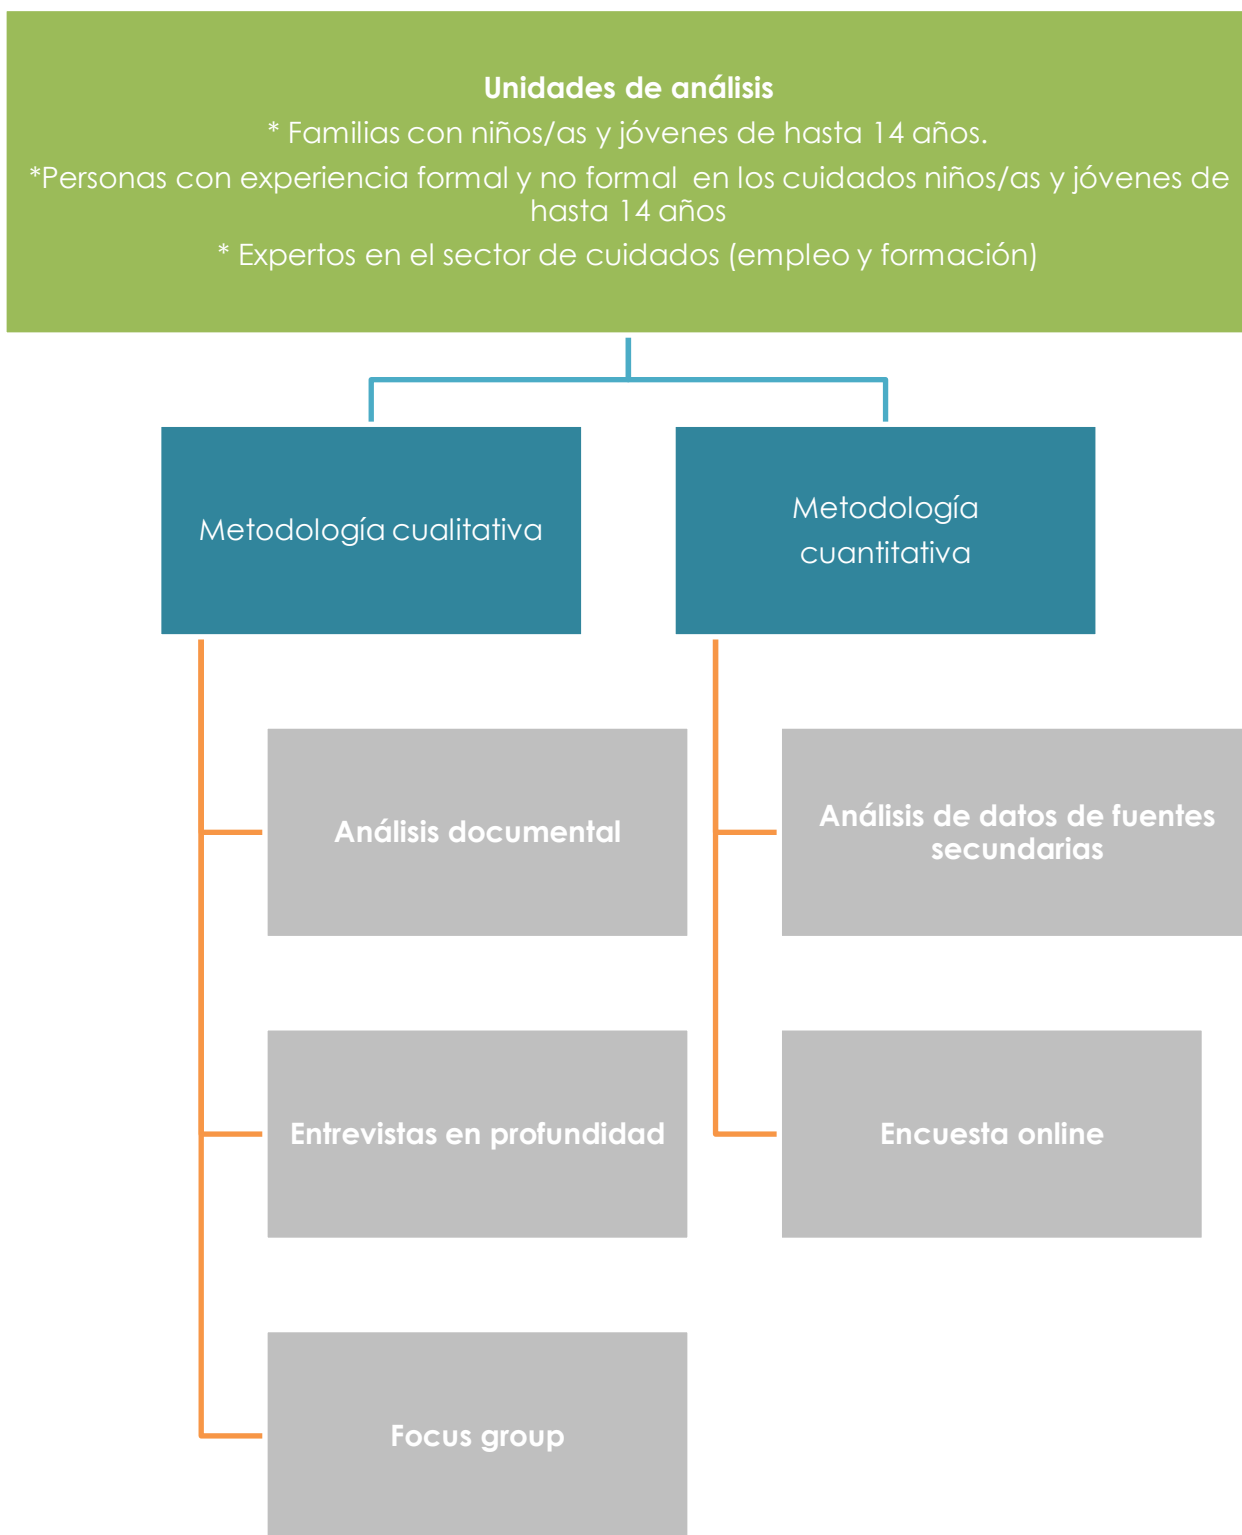 Unidades de análisis
* Familias con niños/as y jóvenes de hasta 14 años.
*Personas con experiencia formal y no formal  en los cuidados niños/as y jóvenes de
hasta 14 años
* Expertos en el sector de cuidados (empleo y formación)
Metodología cualitativa
Metodología
cuantitativa
Análisis documental
Análisis de datos de fuentes
secundarias
Entrevistas en profundidad
Encuesta online
Focus group